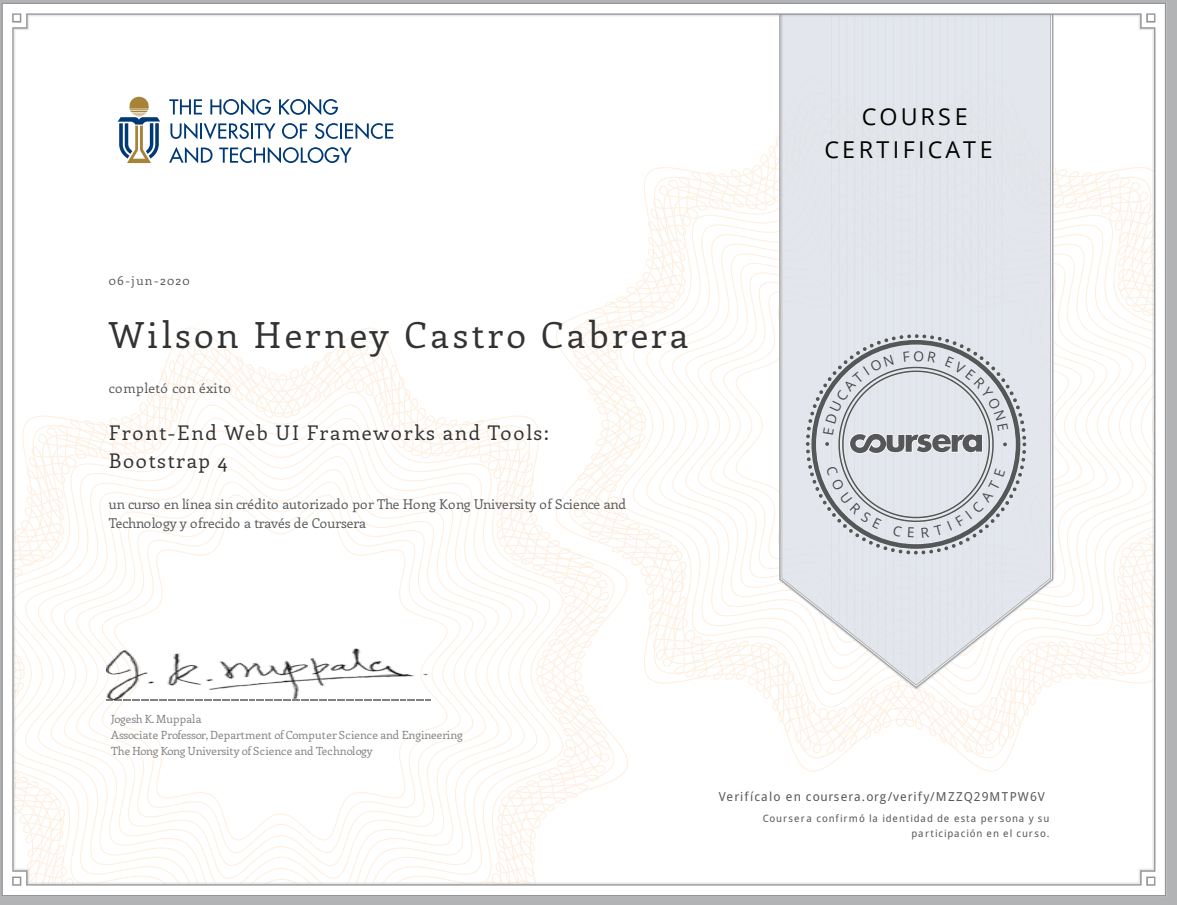 THE HONG KONG
UNIVERSITY OF SCIENCE
AND TECHNOLOGY
COURSE
CERTIFICATE
06-jun-2020
Wilson Herney Castro Cabrera
completó con éxito
Front-End Web UI Frameworks and Tools:
Bootstrap 4
un curso en línea sin crédito autorizado por The Hong Kong University of Science and
Technology y ofrecido a través de Coursera
EDUCATION FOR EVERYONE
coursera
COURSE CERTIFICATE
J. K. Muppala
Jogesh K. Muppala
Associate Professor, Department of Computer Science and Engineering
The Hong Kong University of Science and Technology
Verifícalo en coursera.org/verify/MZZQ29MTPW6V
Coursera confirmó la identidad de esta persona y su
participación en el curso.